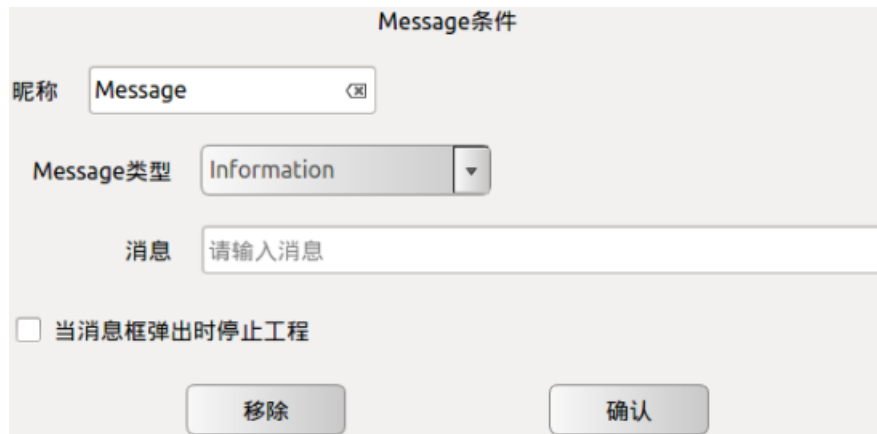 Message条件
昵称 Message
Message类型 Information
消息 请输入消息
当消息框弹出时停止工程
移除 确认